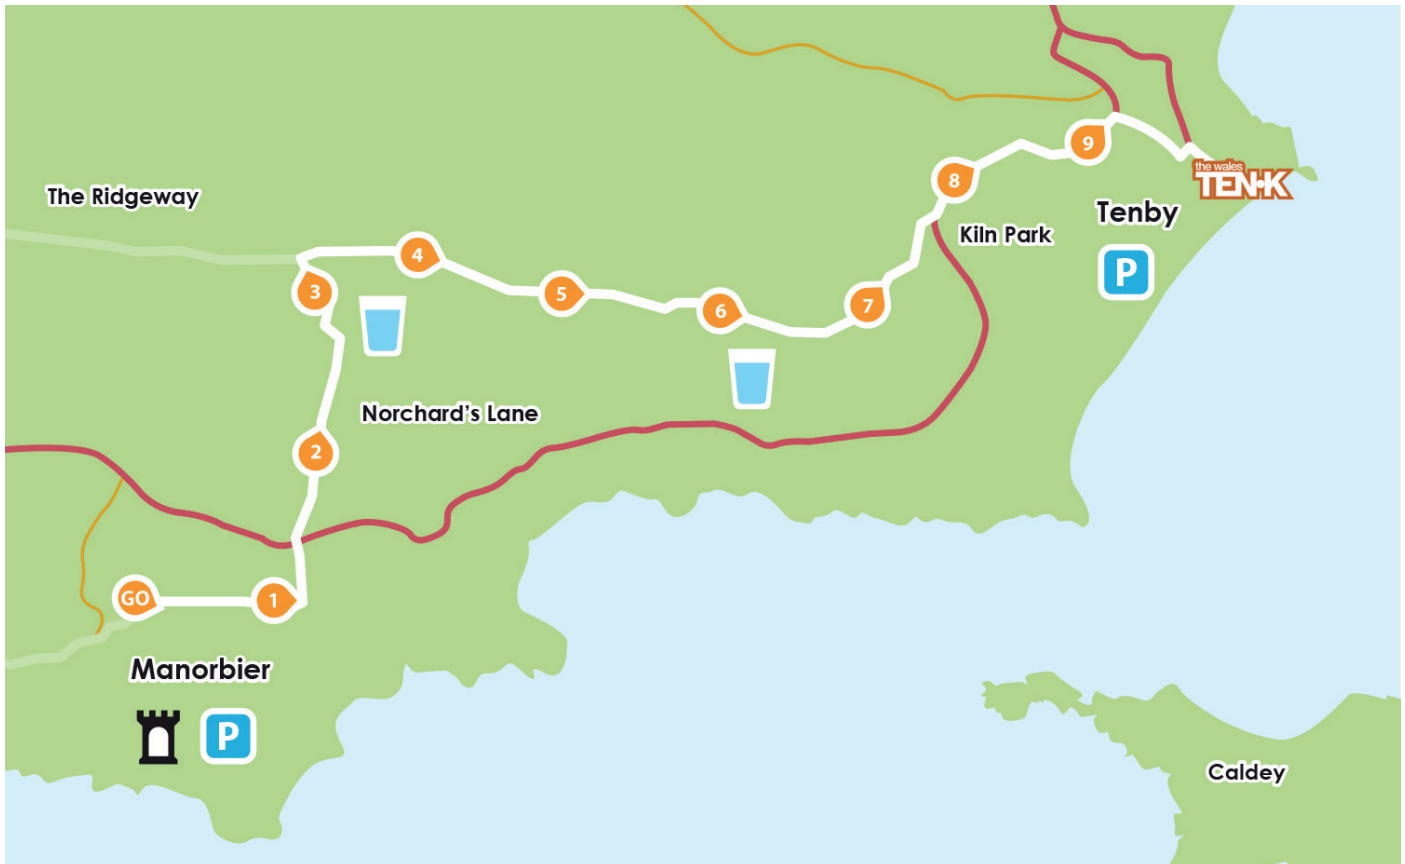 the wales
TEN·K
9
8
The Ridgeway
Tenby
Kiln Park
P
4
3
5
6
7
Norchard's Lane
2
GO
1
Manorbier
P
Caldey